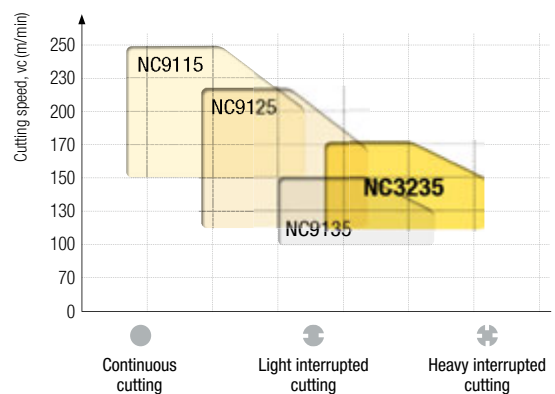 Cutting speed, vc (m/min)
250
230
200
170
150
130
100
70
0
NC9115
NC9125
NC3235
NC9135
Continuous
cutting
Light interrupted
cutting
Heavy interrupted
cutting